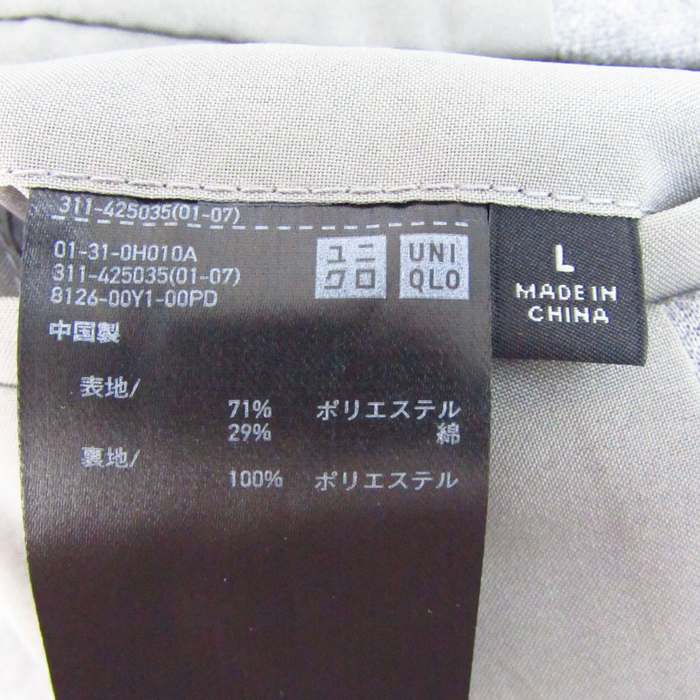 311-425035(01-07)
01-31-0H010A
311-425035(01-07)
8126-00Y1-00PD
ユニ
クロ
UNI
QLO
中国製
表地/
71% ポリエステル
29% 綿
裏地/
100% ポリエステル
L
MADE IN
CHINA